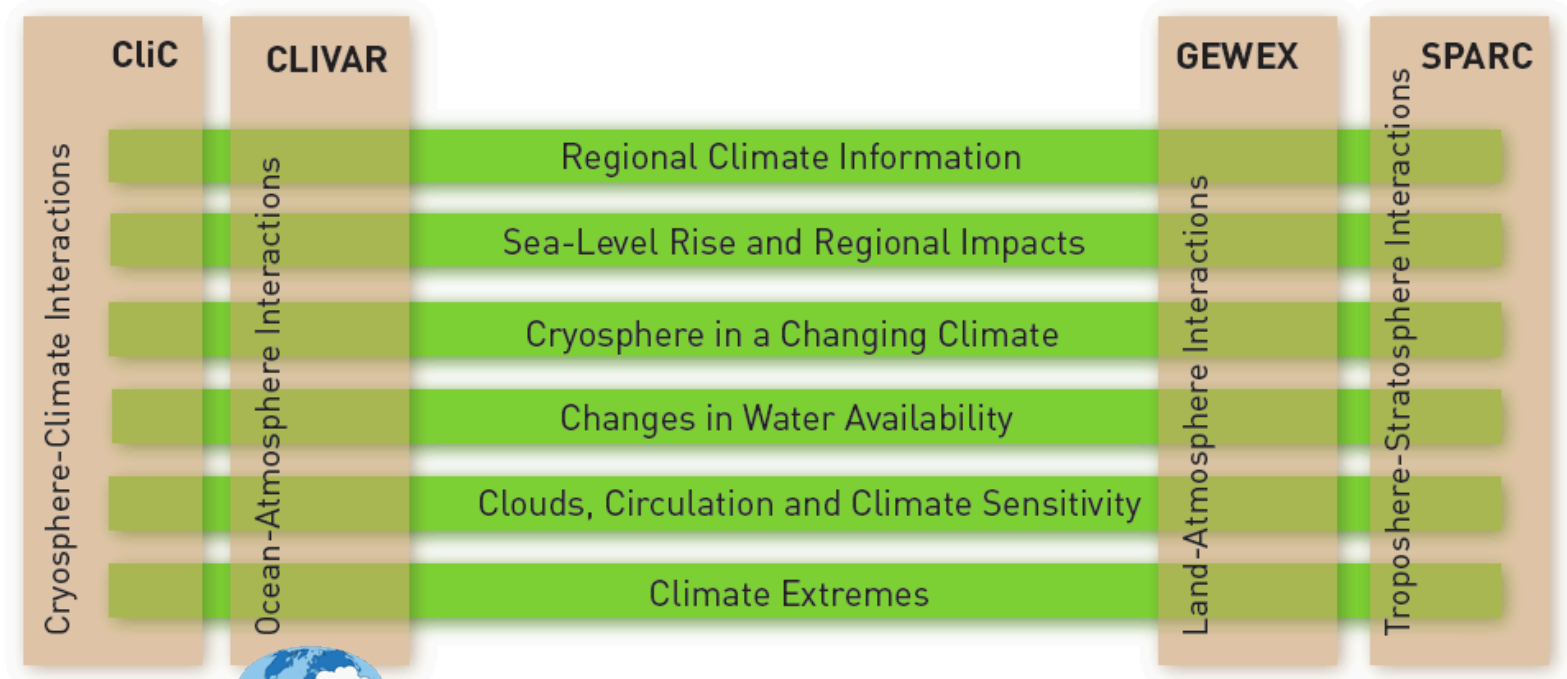 CliC
CLIVAR
GEWEX
SPARC
Cryosphere-Climate Interactions
Ocean-Atmosphere Interactions
Regional Climate Information
Sea-Level Rise and Regional Impacts
Cryosphere in a Changing Climate
Changes in Water Availability
Clouds, Circulation and Climate Sensitivity
Climate Extremes
Land-Atmosphere Interactions
Troposhere-Stratosphere Interactions